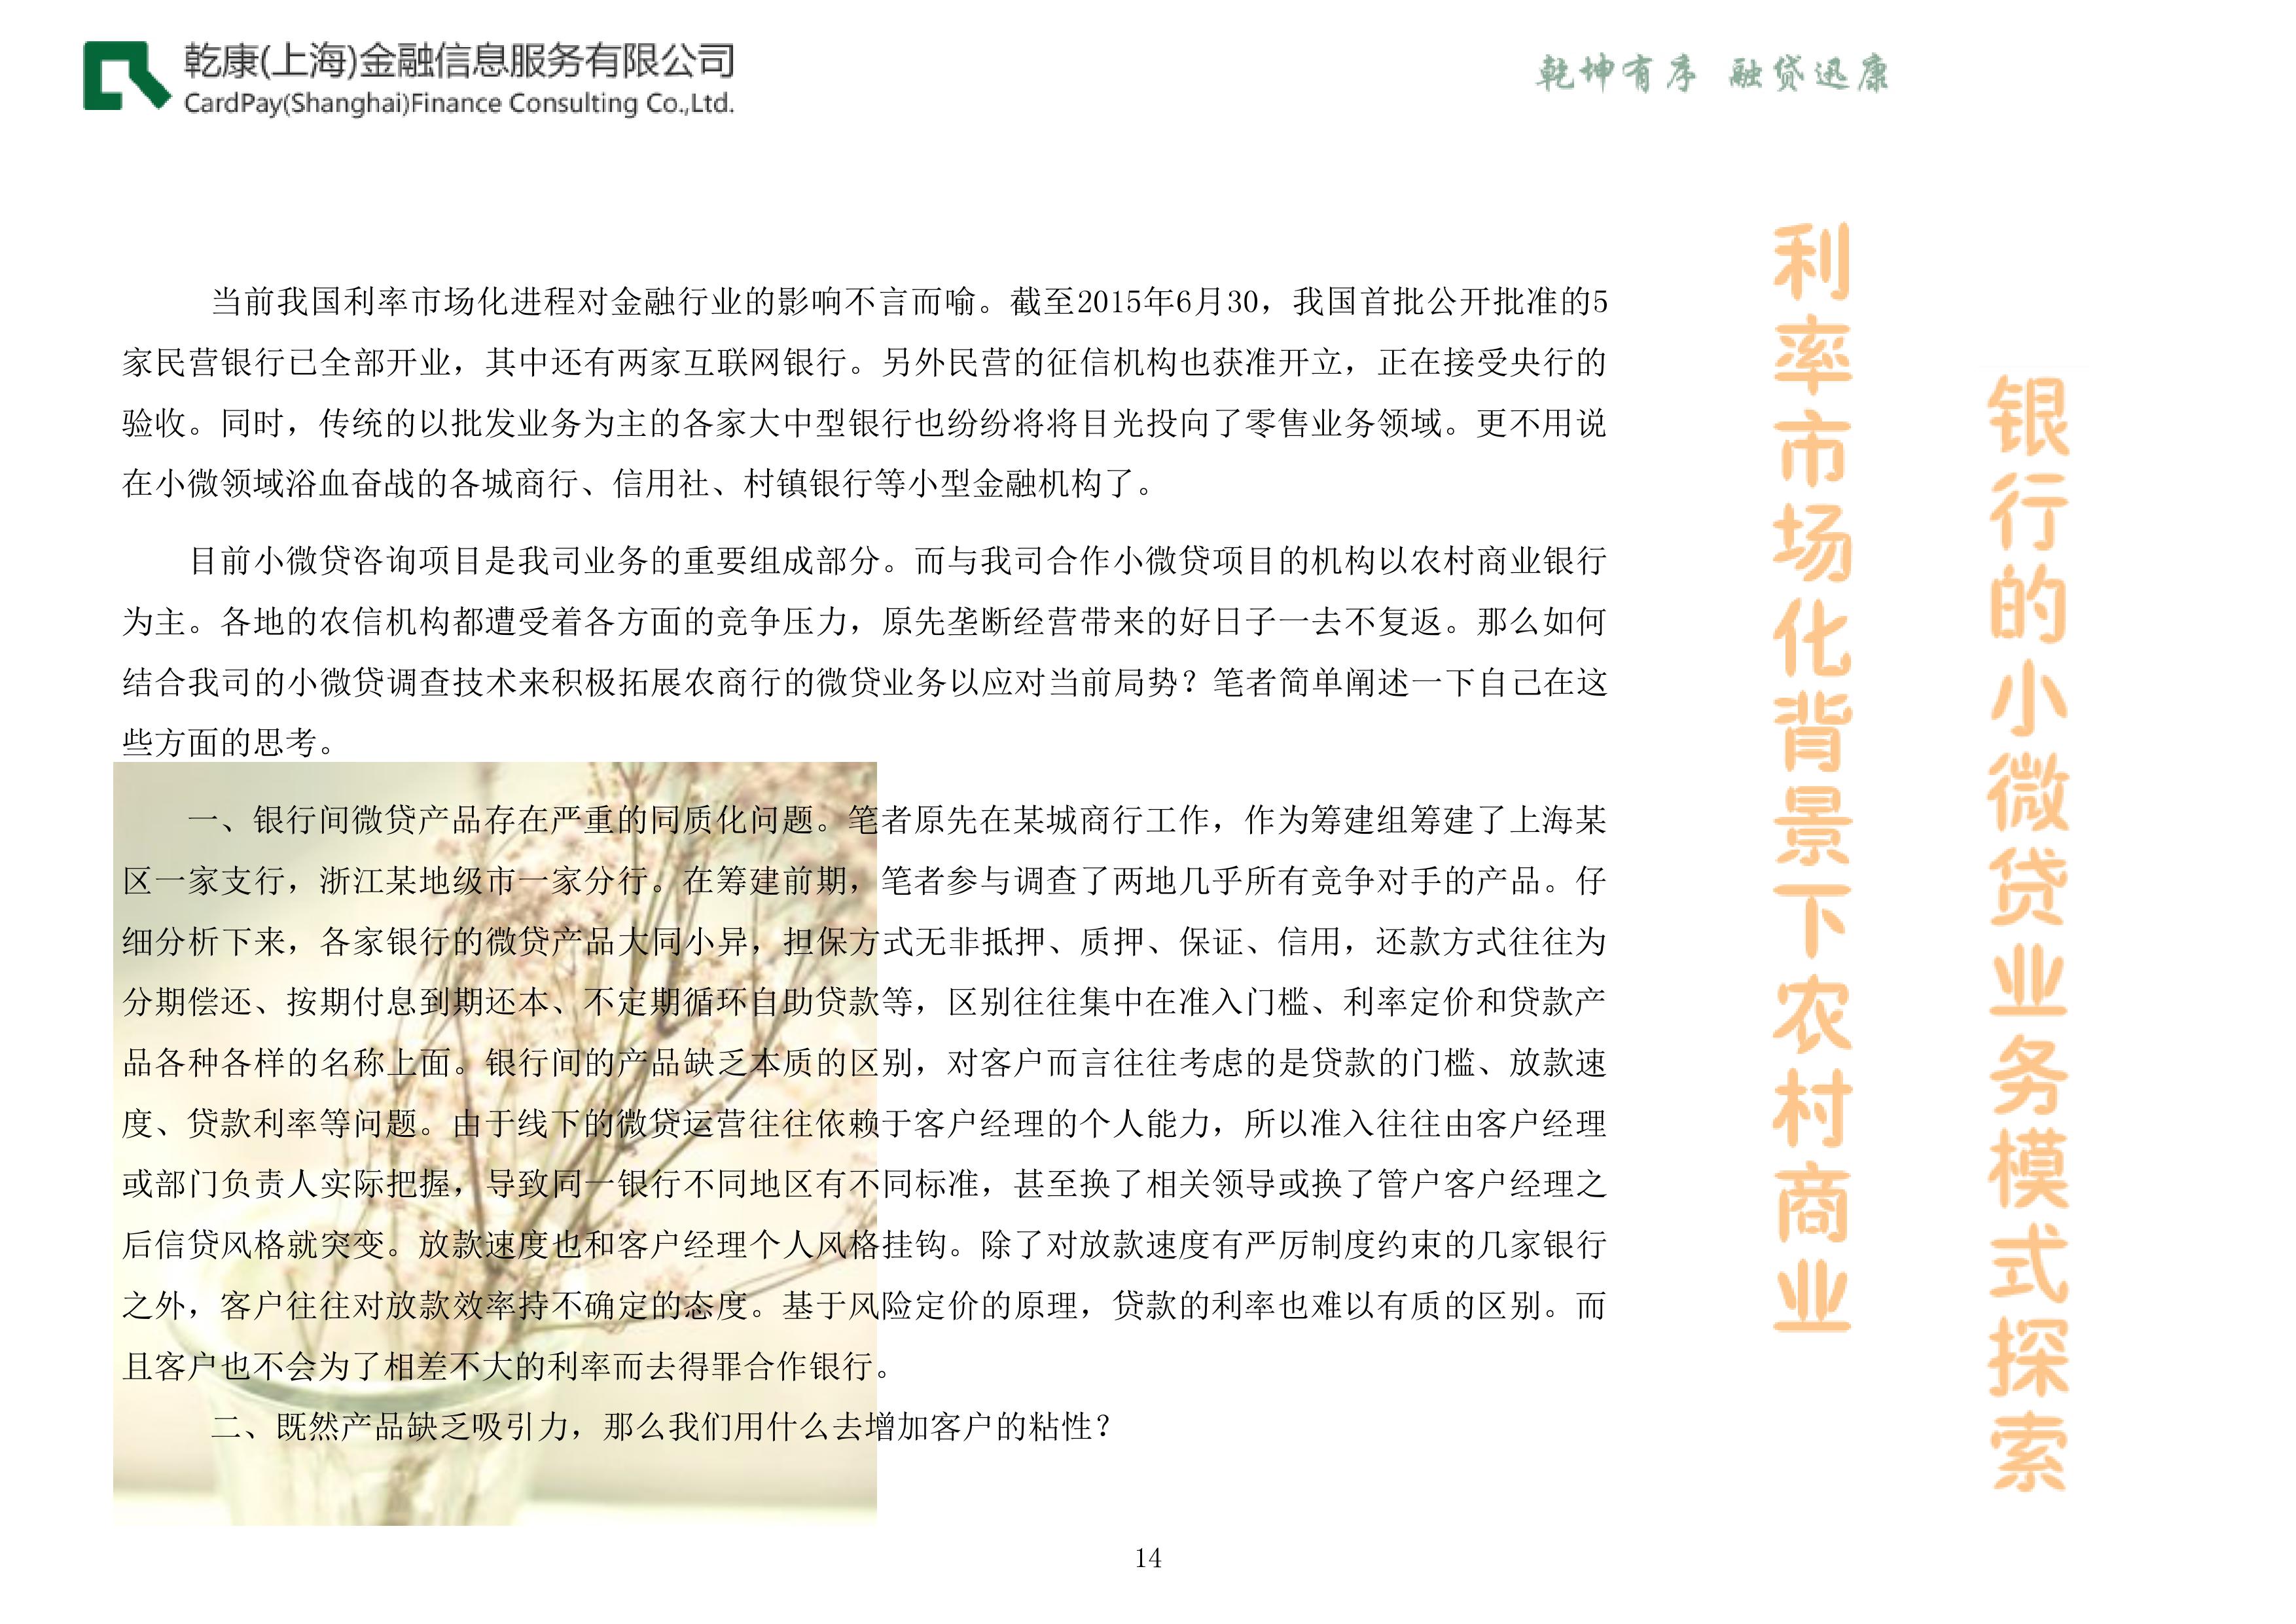 乾康(上海)金融信息服务有限公司
CardPay(Shanghai)Finance Consulting Co.,Ltd.
乾坤有序 融贷迅康
利率市场化背景下农村商业
银行的小微贷业务模式探索
当前我国利率市场化进程对金融行业的影响不言而喻。截至2015年6月30，我国首批公开批准的5
家民营银行已全部开业，其中还有两家互联网银行。另外民营的征信机构也获准开立，正在接受央行的
验收。同时，传统的以批发业务为主的各家大中型银行也纷纷将将目光投向了零售业务领域。更不用说
在小微领域浴血奋战的各城商行、信用社、村镇银行等小型金融机构了。
目前小微贷咨询项目是我司业务的重要组成部分。而与我司合作小微贷项目的机构以农村商业银行
为主。各地的农信机构都遭受着各方面的竞争压力，原先垄断经营带来的好日子一去不复返。那么如何
结合我司的小微贷调查技术来积极拓展农商行的微贷业务以应对当前局势？笔者简单阐述一下自己在这
些方面的思考。
一、银行间微贷产品存在严重的同质化问题。笔者原先在某城商行工作，作为筹建组筹建了上海某
区一家支行，浙江某地级市一家分行。在筹建前期，笔者参与调查了两地几乎所有竞争对手的产品。仔
细分析下来，各家银行的微贷产品大同小异，担保方式无非抵押、质押、保证、信用，还款方式往往为
分期偿还、按期付息到期还本、不定期循环自助贷款等，区别往往集中在准入门槛、利率定价和贷款产
品各种各样的名称上面。银行间的产品缺乏本质的区别，对客户而言往往考虑的是贷款的门槛、放款速
度、贷款利率等问题。由于线下的微贷运营往往依赖于客户经理的个人能力，所以准入往往由客户经理
或部门负责人实际把握，导致同一银行不同地区有不同标准，甚至换了相关领导或换了管户客户经理之
后信贷风格就突变。放款速度也和客户经理个人风格挂钩。除了对放款速度有严厉制度约束的几家银行
之外，客户往往对放款效率持不确定的态度。基于风险定价的原理，贷款的利率也难以有质的区别。而
且客户也不会为了相差不大的利率而去得罪合作银行。
二、既然产品缺乏吸引力，那么我们用什么去增加客户的粘性？
14